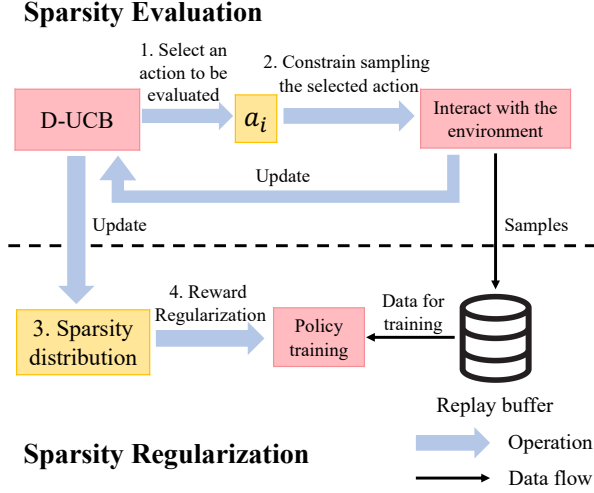 Sparsity Evaluation
1. Select an
action to be
evaluated
2. Constrain sampling
the selected action
D-UCB
a_i
Interact with the
environment
Update
Update
Samples
4. Reward
Regularization
Data for
training
3. Sparsity
distribution
Policy
training
Replay buffer
Sparsity Regularization
Operation
Data flow